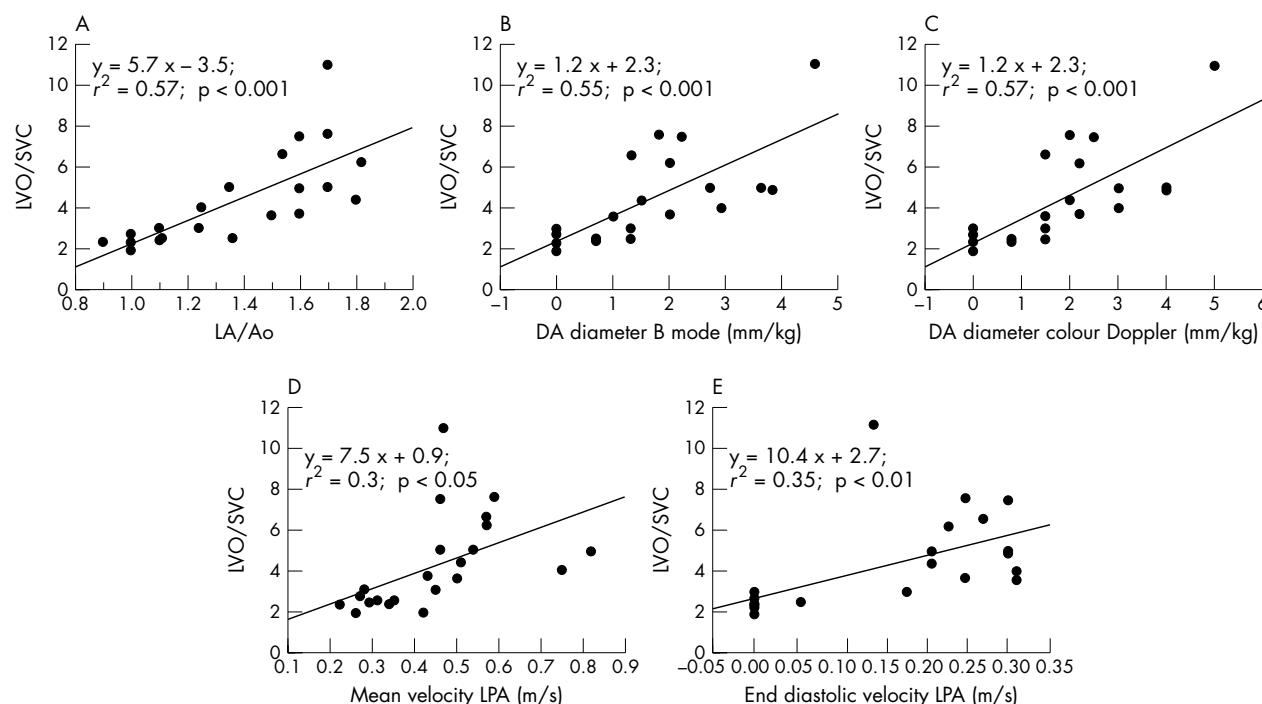 A
y = 5.7 x – 3.5;
r² = 0.57; p < 0.001
LVO/SVC
12
10
8
6
4
2
0
0.8 1.0 1.2 1.4 1.6 1.8 2.0
LA/Ao
B
y = 1.2 x + 2.3;
r² = 0.55; p < 0.001
LVO/SVC
12
10
8
6
4
2
0
–1 0 1 2 3 4 5
DA diameter B mode (mm/kg)
C
y = 1.2 x + 2.3;
r² = 0.57; p < 0.001
LVO/SVC
12
10
8
6
4
2
0
–1 0 1 2 3 4 5 6
DA diameter colour Doppler (mm/kg)
D
y = 7.5 x + 0.9;
r² = 0.3; p < 0.05
LVO/SVC
12
10
8
6
4
2
0
0.1 0.2 0.3 0.4 0.5 0.6 0.7 0.8 0.9
Mean velocity LPA (m/s)
E
y = 10.4 x + 2.7;
r² = 0.35; p < 0.01
LVO/SVC
12
10
8
6
4
2
0
–0.05 0.00 0.05 0.10 0.15 0.20 0.25 0.30 0.35
End diastolic velocity LPA (m/s)